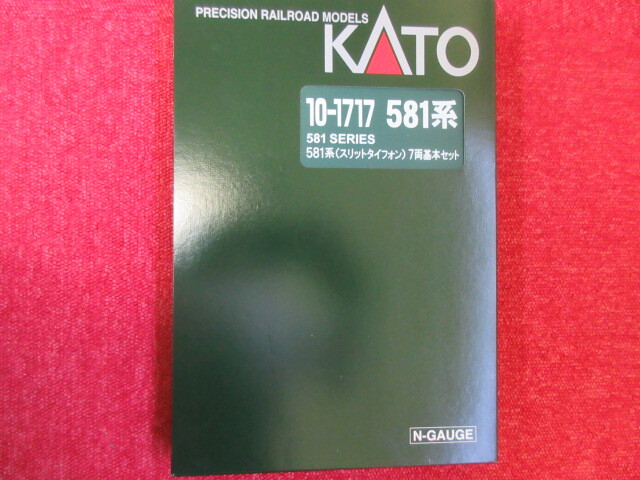 PRECISION RAILROAD MODELS
KATO
10-1717 581系
581 SERIES
581系(スリットタイフォン) 7両基本セット
N-GAUGE